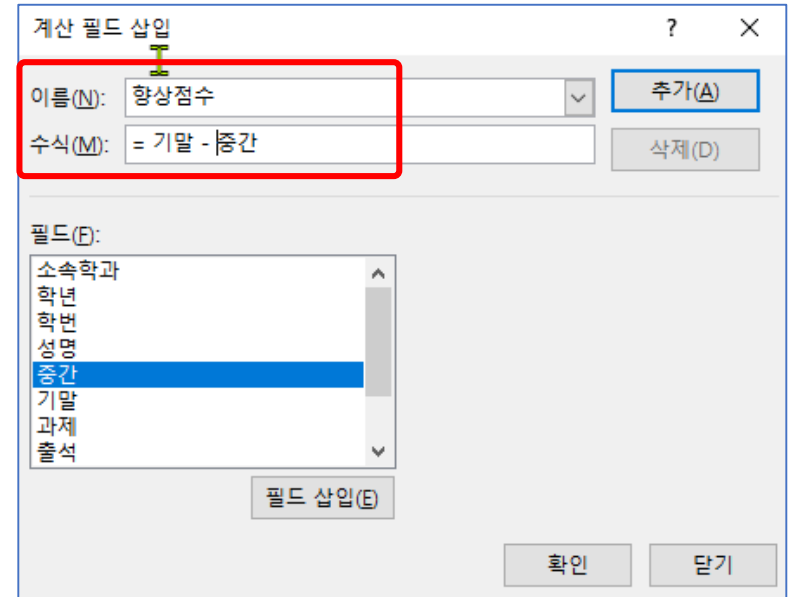 계산 필드 삽입 ?
이름(N): 향상점수 추가(A)
수식(M): = 기말 - 중간 삭제(D)
필드(F):
소속학과
학년
학번
성명
중간
기말
과제
출석
필드 삽입(E)
확인 닫기